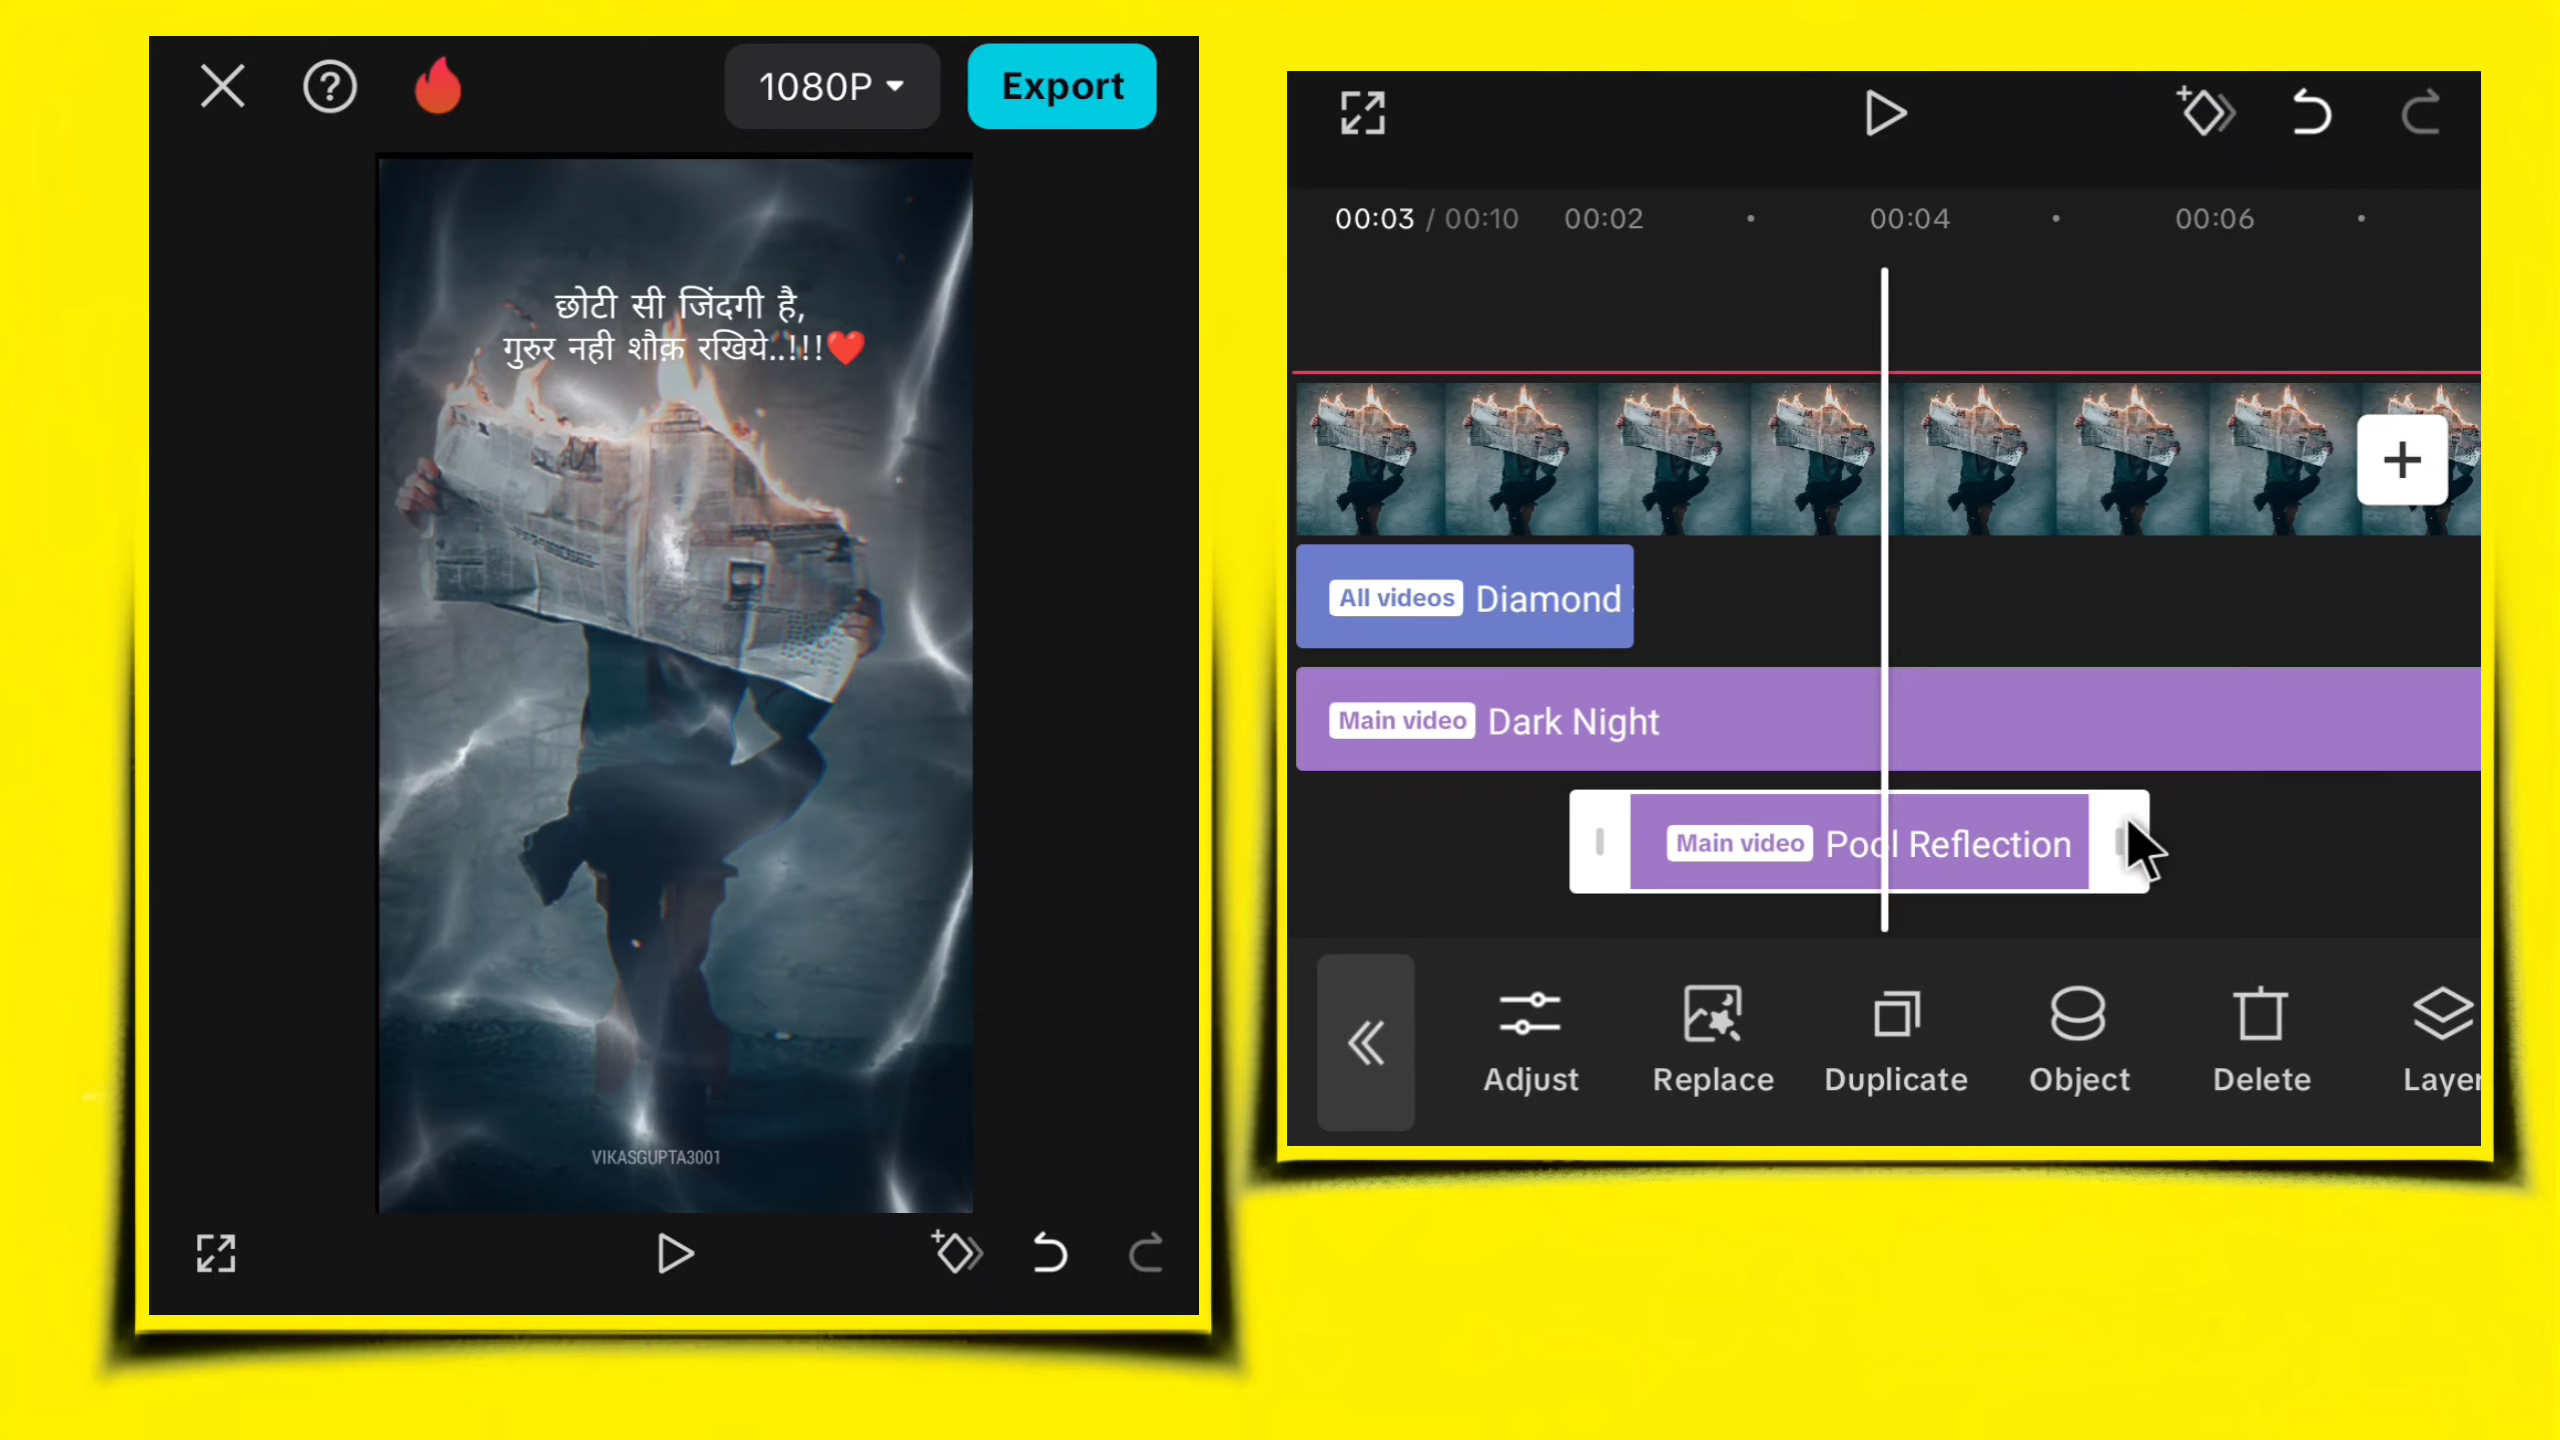 1080P
Export
छोटी सी जिंदगी है,
गुरुर नही शौक़ रखिये..!!!❤️
VIKASGUPTA3001
00:03 / 00:10 00:02 00:04 00:06
All videos Diamond
Main video Dark Night
Main video Pool Reflection
Adjust Replace Duplicate Object Delete Layer